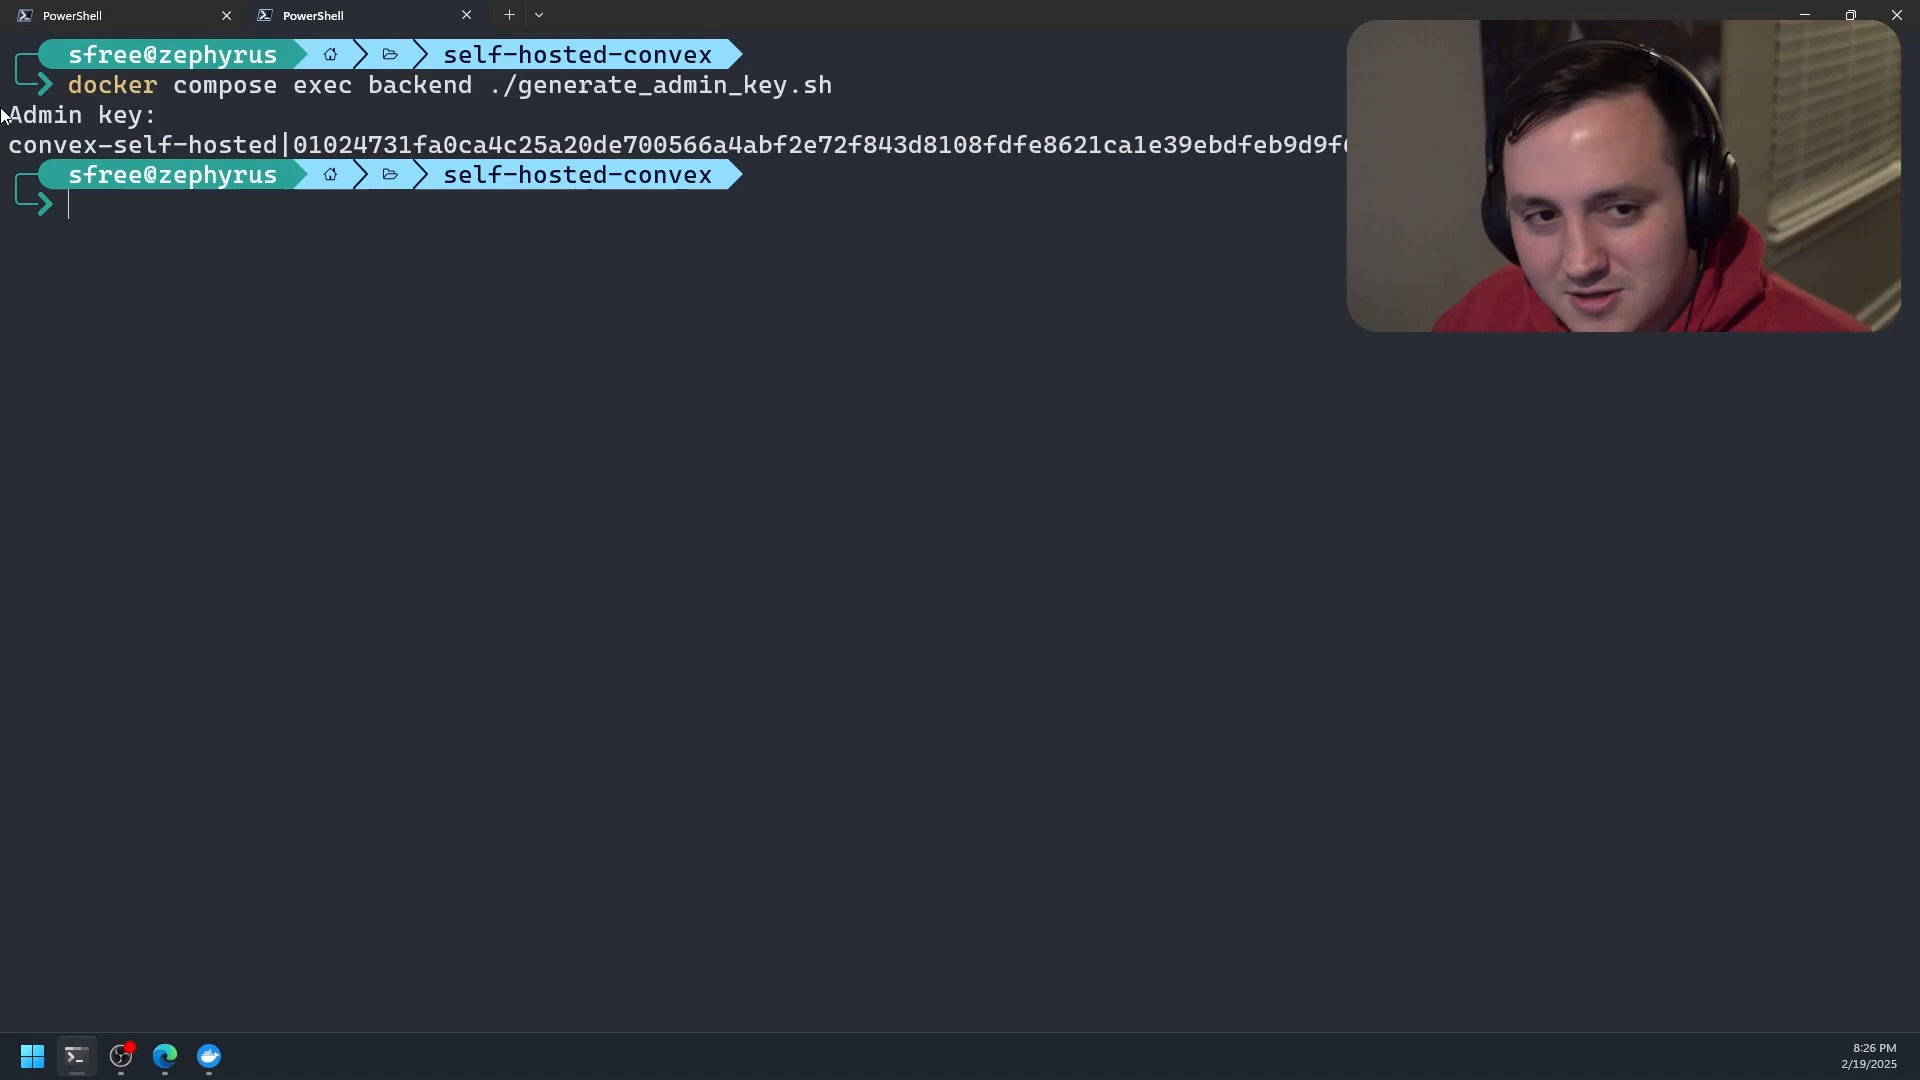 PowerShell
PowerShell
sfree@zephyrus self-hosted-convex
docker compose exec backend ./generate_admin_key.sh
Admin key:
convex-self-hosted|01024731fa0ca4c25a20de700566a4abf2e72f843d8108fdfe8621ca1e39ebdfeb9d9f
sfree@zephyrus self-hosted-convex
8:26 PM
2/19/2025